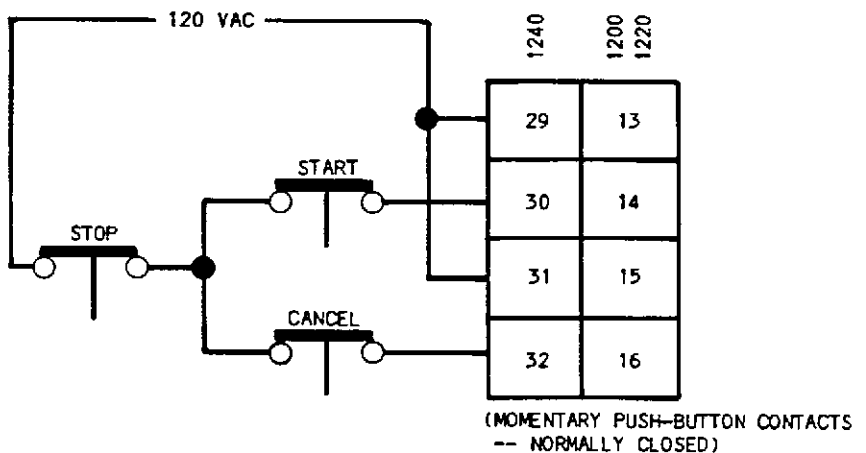 120 VAC
1240
1200
1220
29 13
START
30 14
STOP
31 15
CANCEL
32 16
(MOMENTARY PUSH-BUTTON CONTACTS
-- NORMALLY CLOSED)